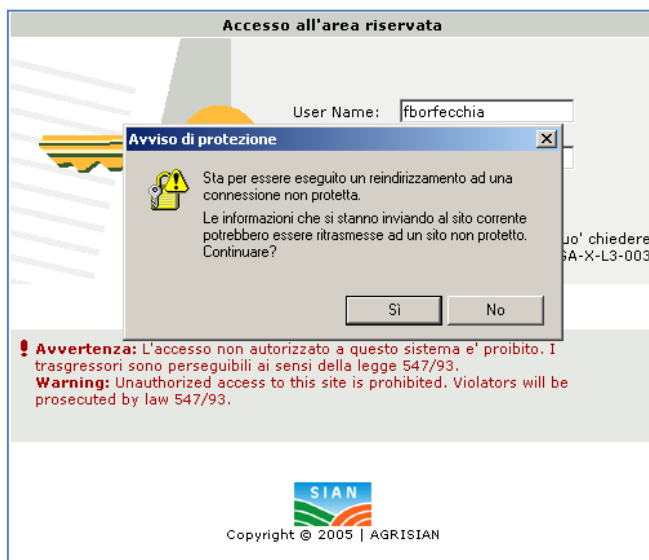 Accesso all'area riservata
User Name: fborfecchia
Avviso di protezione
Sta per essere eseguito un reindirizzamento ad una
connessione non protetta.
Le informazioni che si stanno inviando al sito corrente
potrebbero essere ritrasmesse ad un sito non protetto.
Continuare?
uo' chiedere
GA-X-L3-003
Sì No
Avvertenza: L'accesso non autorizzato a questo sistema e' proibito. I
trasgressori sono perseguibili ai sensi della legge 547/93.
Warning: Unauthorized access to this site is prohibited. Violators will be
prosecuted by law 547/93.
SIAN
Copyright © 2005 | AGRISIAN